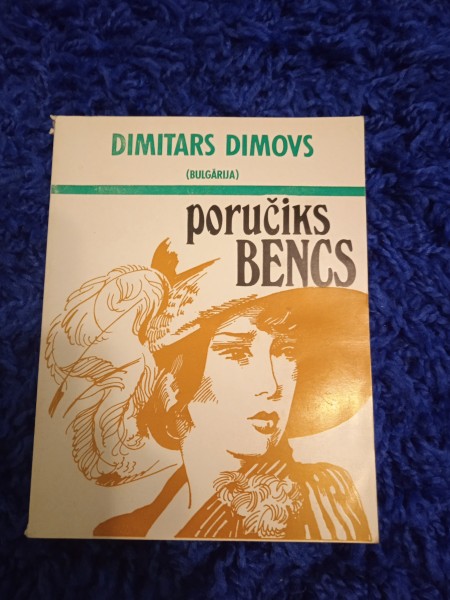 DIMITARS DIMOVS
(BULGĀRIJA)
poručiks
BENCS